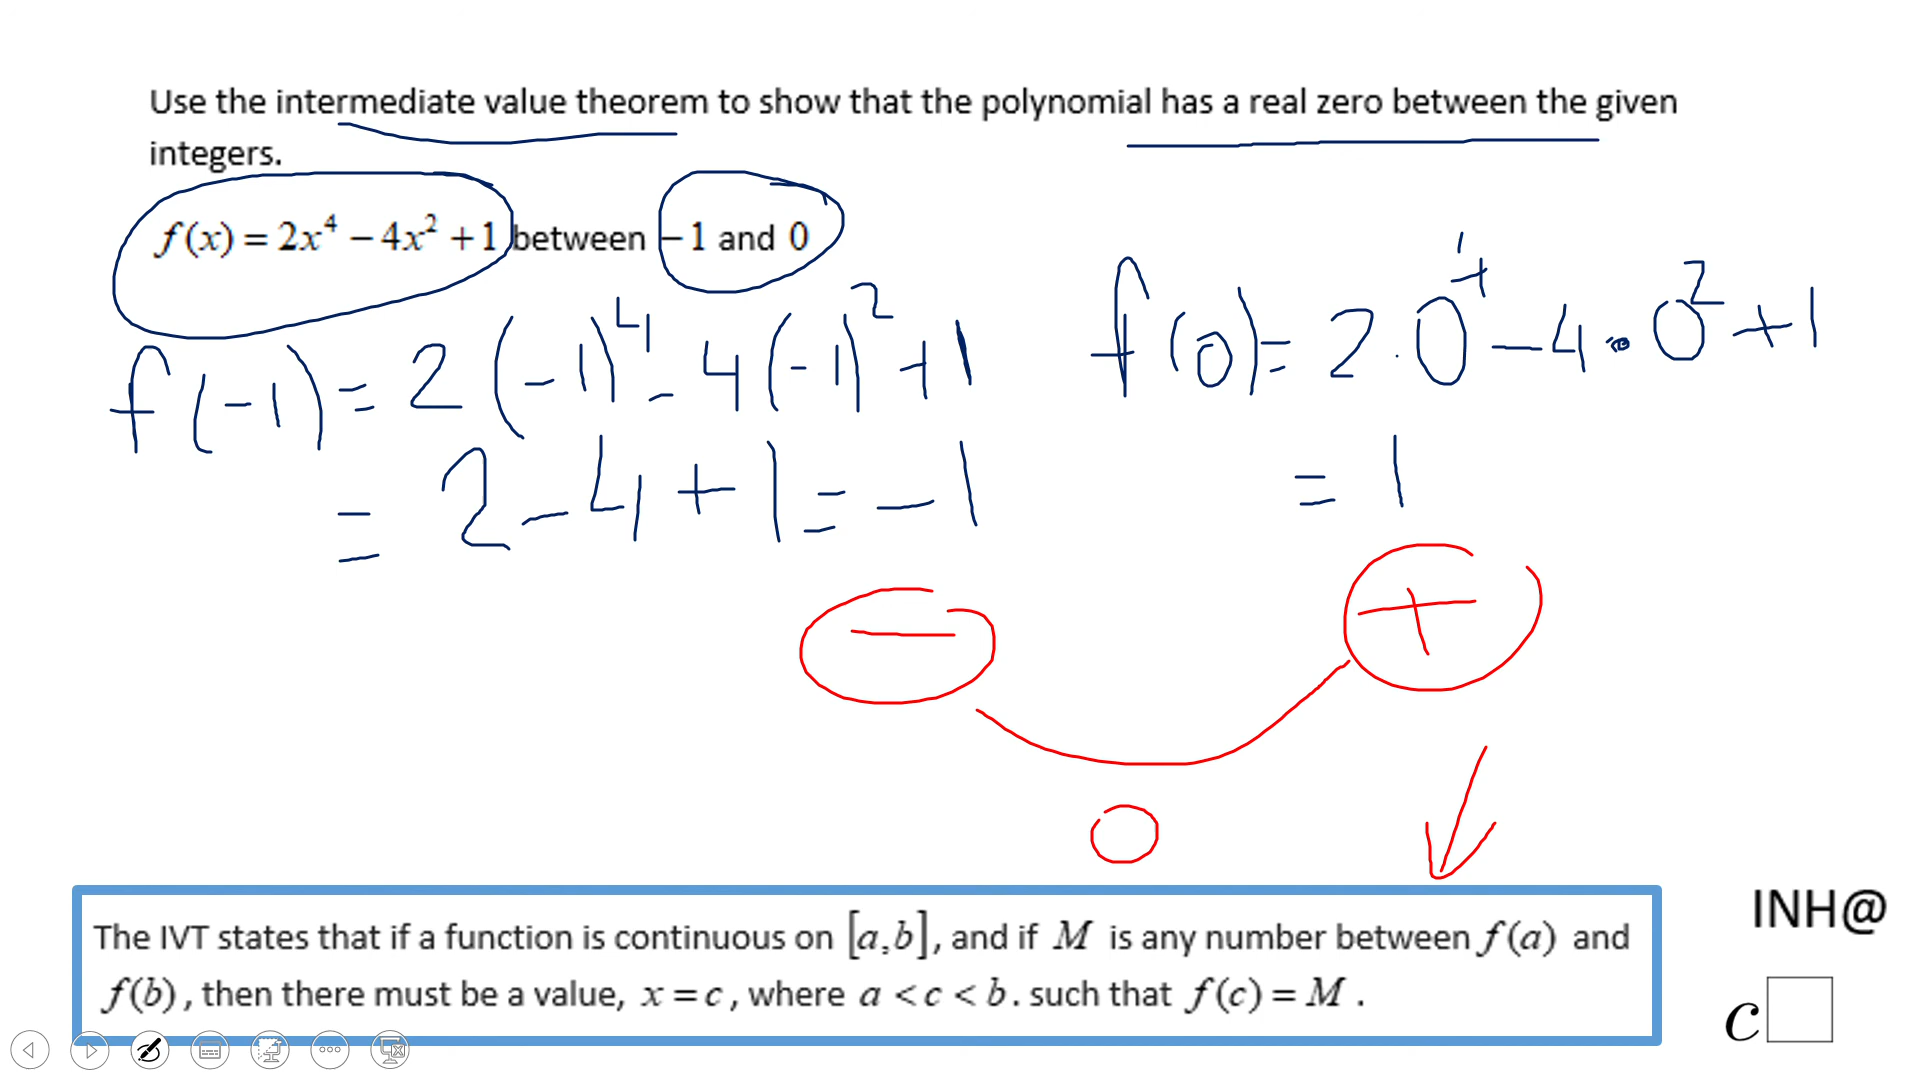 Use the intermediate value theorem to show that the polynomial has a real zero between the given
integers.
f(x) = 2x⁴ − 4x² + 1 between −1 and 0
f(-1) = 2(-1)⁴ - 4(-1)² + 1
= 2 - 4 + 1 = -1
f(0) = 2 · 0⁴ - 4 · 0² + 1
= 1
− +
0
The IVT states that if a function is continuous on [a,b], and if M is any number between f(a) and
f(b), then there must be a value, x = c, where a < c < b. such that f(c) = M.
INH@
c